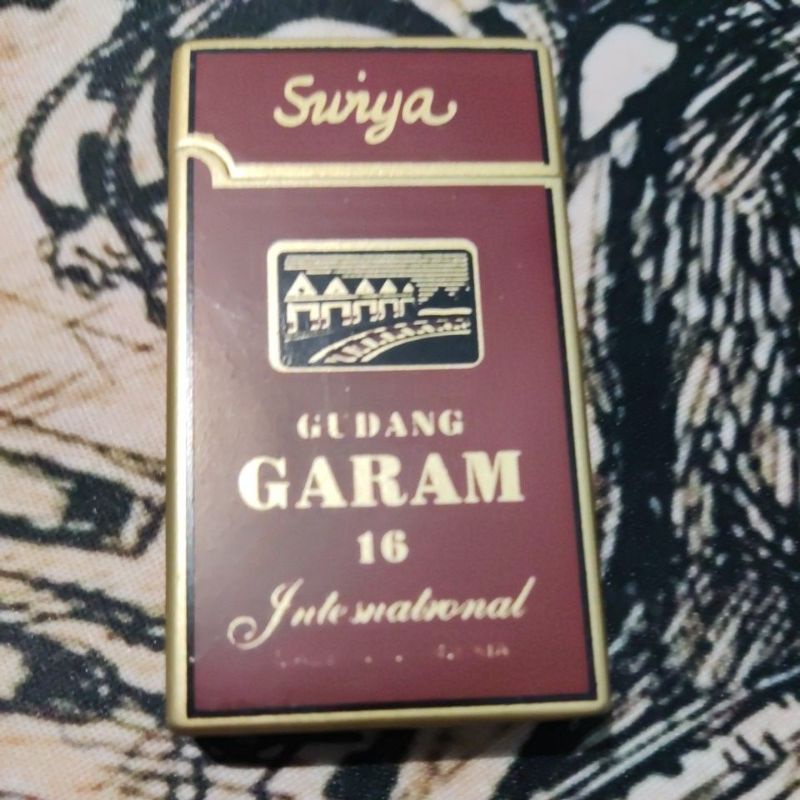 Surya
GUDANG
GARAM
16
International